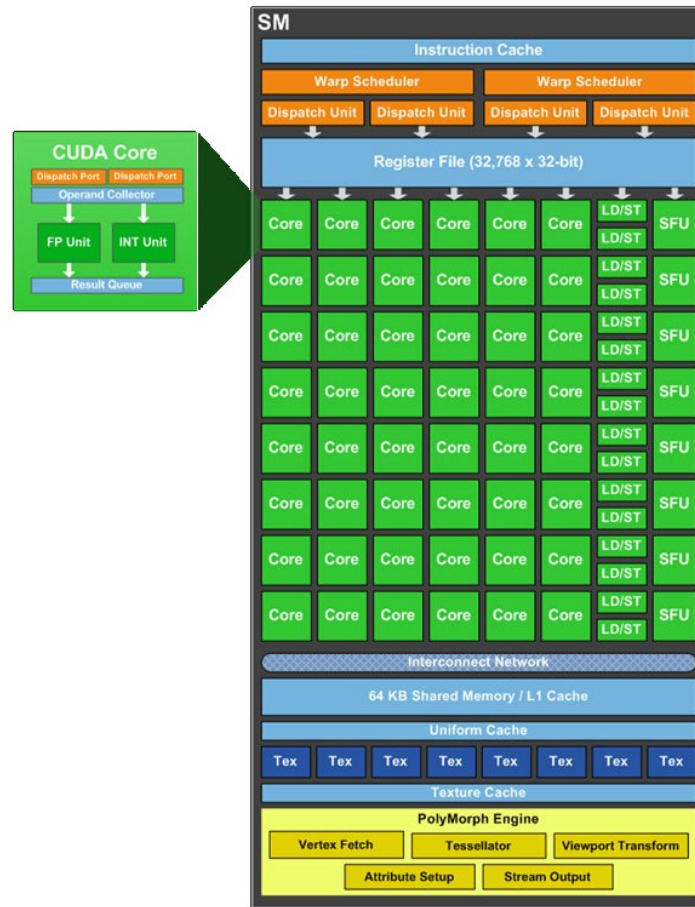 SM
Instruction Cache
Warp Scheduler Warp Scheduler
Dispatch Unit Dispatch Unit Dispatch Unit Dispatch Unit
Register File (32,768 x 32-bit)
CUDA Core
Dispatch Port Dispatch Port
Operand Collector
FP Unit INT Unit
Result Queue
Core Core Core Core Core Core LD/ST LD/ST SFU
Core Core Core Core Core Core LD/ST LD/ST SFU
Core Core Core Core Core Core LD/ST LD/ST SFU
Core Core Core Core Core Core LD/ST LD/ST SFU
Core Core Core Core Core Core LD/ST LD/ST SFU
Core Core Core Core Core Core LD/ST LD/ST SFU
Core Core Core Core Core Core LD/ST LD/ST SFU
Core Core Core Core Core Core LD/ST LD/ST SFU
Interconnect Network
64 KB Shared Memory / L1 Cache
Uniform Cache
Tex Tex Tex Tex Tex Tex Tex Tex
Texture Cache
PolyMorph Engine
Vertex Fetch Tessellator Viewport Transform
Attribute Setup Stream Output